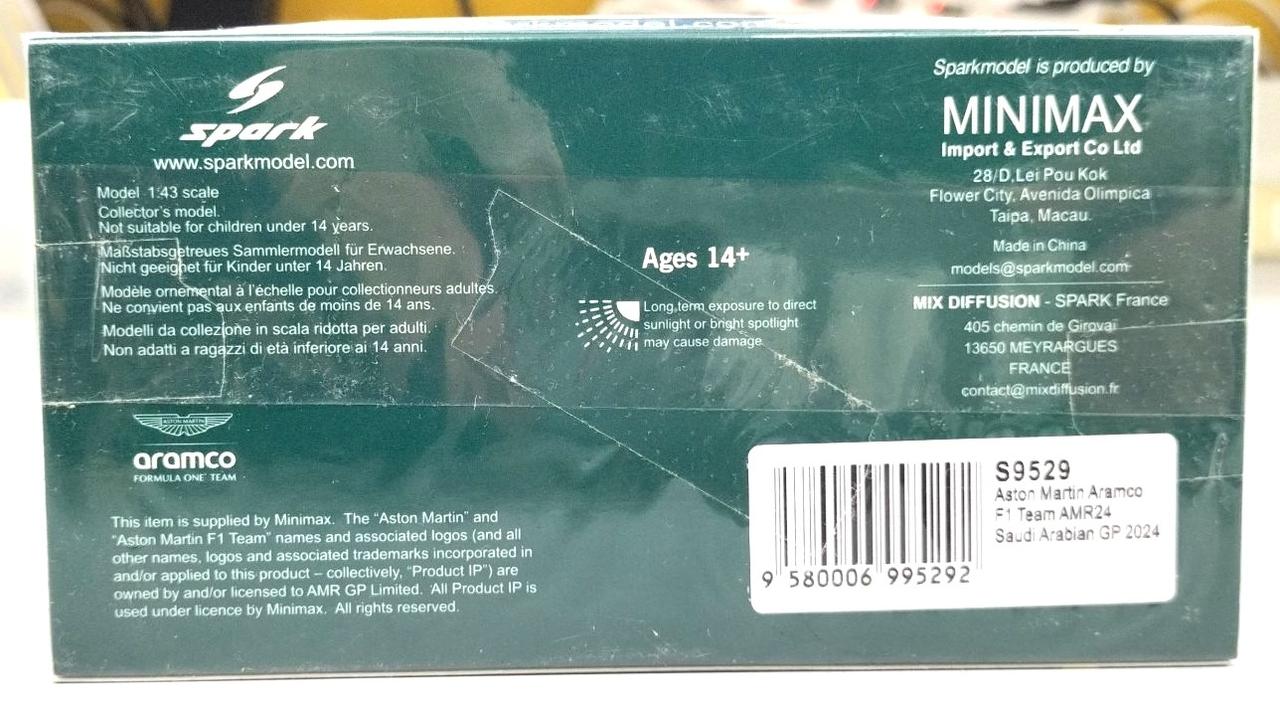 spark
www.sparkmodel.com
Model 1:43 scale
Collector's model.
Not suitable for children under 14 years.
Maßstabsgetreues Sammlermodell für Erwachsene.
Nicht geeignet für Kinder unter 14 Jahren.
Modèle ornemental à l'échelle pour collectionneurs adultes.
Ne convient pas aux enfants de moins de 14 ans.
Modelli da collezione in scala ridotta per adulti.
Non adatti a ragazzi di età inferiore ai 14 anni.
ASTON MARTIN
aramco
FORMULA ONE™ TEAM
This item is supplied by Minimax. The “Aston Martin” and
“Aston Martin F1 Team” names and associated logos (and all
other names, logos and associated trademarks incorporated in
and/or applied to this product – collectively, “Product IP”) are
owned by and/or licensed to AMR GP Limited. All Product IP is
used under licence by Minimax. All rights reserved.
Ages 14+
Long term exposure to direct
sunlight or bright spotlight
may cause damage
Sparkmodel is produced by
MINIMAX
Import & Export Co Ltd
28/D,Lei Pou Kok
Flower City, Avenida Olimpica
Taipa, Macau.
Made in China
models@sparkmodel.com
MIX DIFFUSION - SPARK France
405 chemin de Girovai
13650 MEYRARGUES
FRANCE
contact@mixdiffusion.fr
S9529
Aston Martin Aramco
F1 Team AMR24
Saudi Arabian GP 2024
9 580006 995292